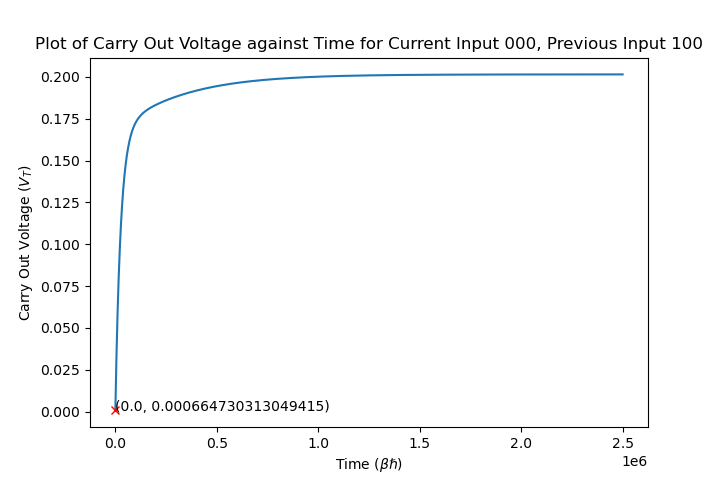 Plot of Carry Out Voltage against Time for Current Input 000, Previous Input 100
Carry Out Voltage (V_T)
0.200
0.175
0.150
0.125
0.100
0.075
0.050
0.025
0.000
(0.0, 0.000664730313049415)
0.0 0.5 1.0 1.5 2.0 2.5
1e6
Time (βħ)